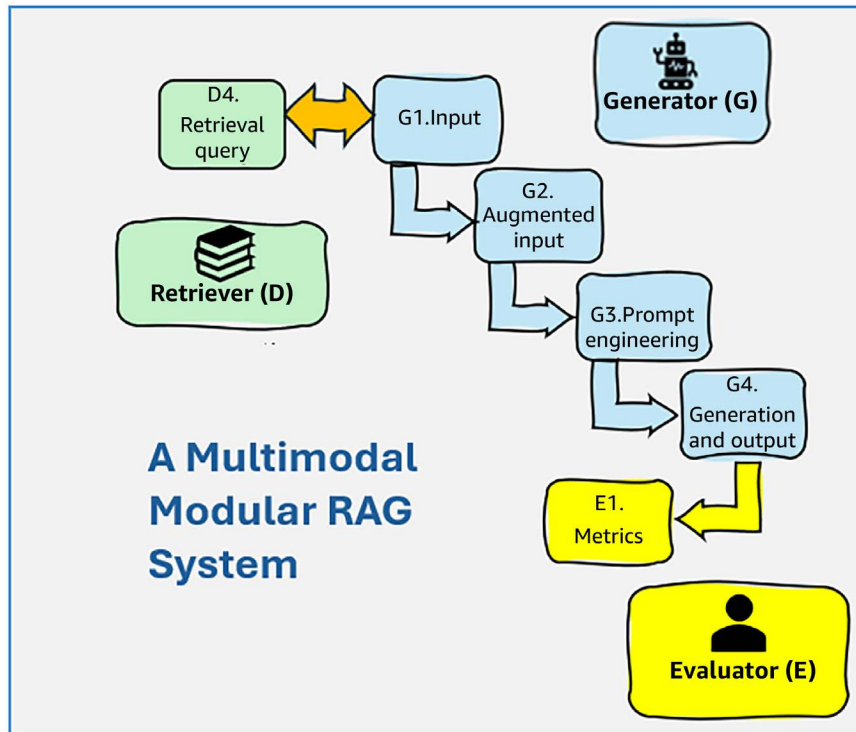 D4.
Retrieval
query
G1.Input
Generator (G)
G2.
Augmented
input
Retriever (D)
G3.Prompt
engineering
G4.
Generation
and output
A Multimodal
Modular RAG
System
E1.
Metrics
Evaluator (E)